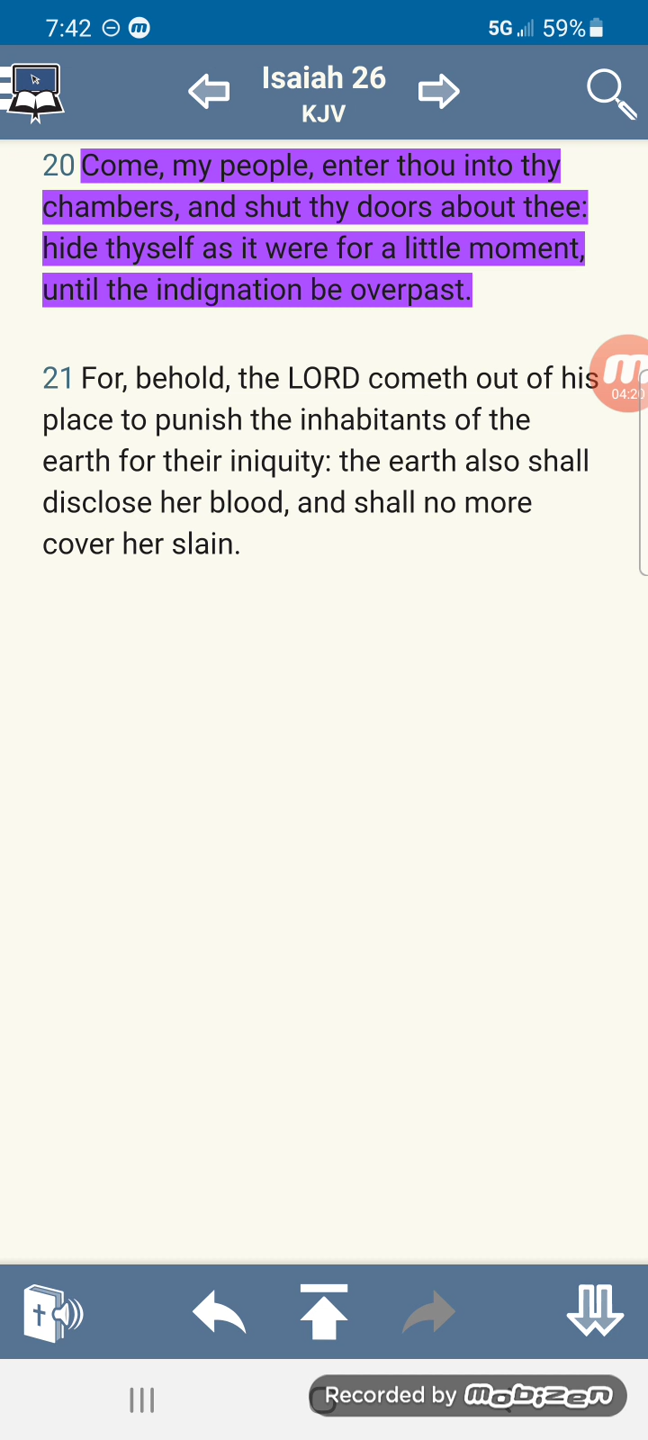 7:42 m 5G 59%
Isaiah 26
KJV
20 Come, my people, enter thou into thy
chambers, and shut thy doors about thee:
hide thyself as it were for a little moment,
until the indignation be overpast.
21 For, behold, the LORD cometh out of his
place to punish the inhabitants of the
earth for their iniquity: the earth also shall
disclose her blood, and shall no more
cover her slain.
m
04:20
Recorded by mobizen